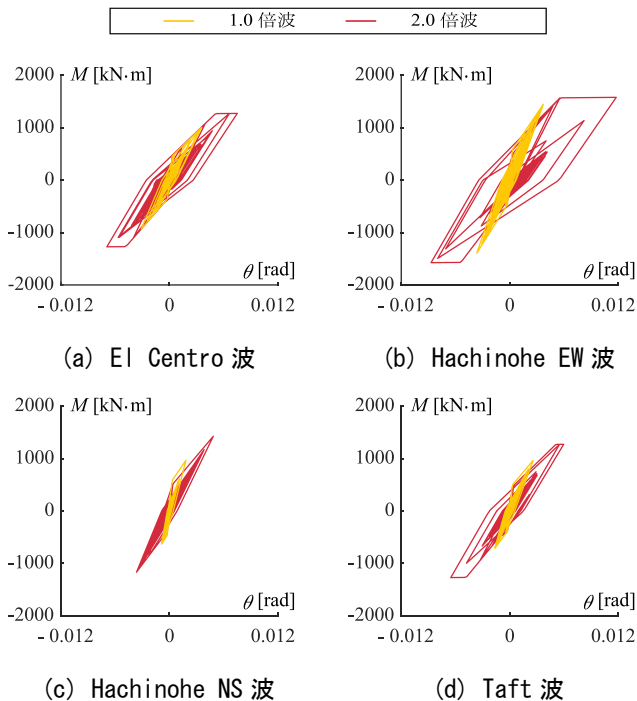 1.0 倍波 2.0 倍波
M [kN·m] M [kN·m]
2000 2000
1000 1000
0 0
-1000 -1000
-2000 -2000
θ [rad] θ [rad]
- 0.012 0 0.012 - 0.012 0 0.012
(a) El Centro 波 (b) Hachinohe EW 波
M [kN·m] M [kN·m]
2000 2000
1000 1000
0 0
-1000 -1000
-2000 -2000
θ [rad] θ [rad]
- 0.012 0 0.012 - 0.012 0 0.012
(c) Hachinohe NS 波 (d) Taft 波